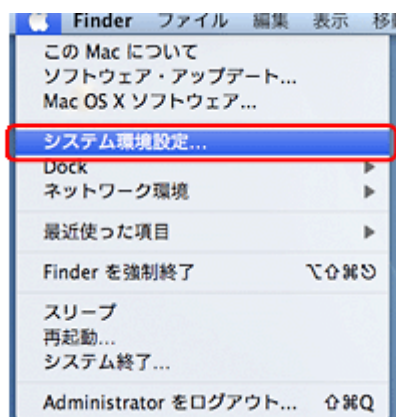 Finder ファイル 編集 表示 移
この Mac について
ソフトウェア・アップデート...
Mac OS X ソフトウェア...
システム環境設定...
Dock
ネットワーク環境
最近使った項目
Finder を強制終了 ⌥⇧⌘⎋
スリープ
再起動...
システム終了...
Administrator をログアウト... ⇧⌘Q